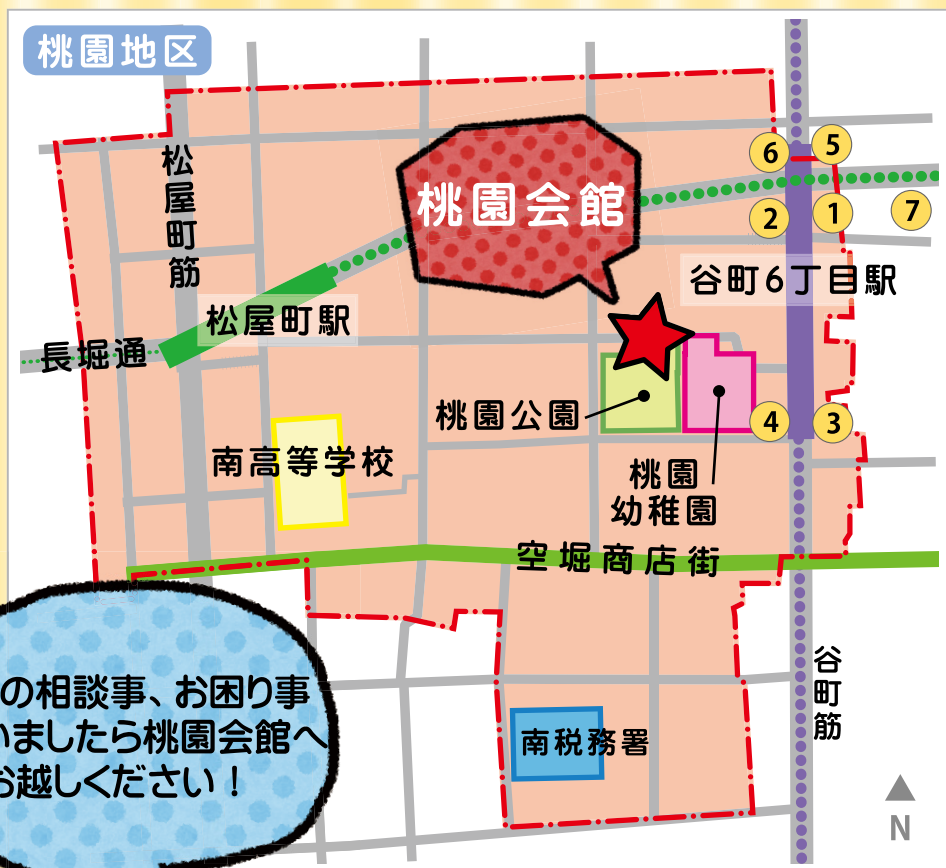 桃園地区
松屋町筋
桃園会館
6
5
2
1
7
谷町6丁目駅
松屋町駅
長堀通
桃園公園
4
3
南高等学校
桃園
幼稚園
空堀商店街
谷町筋
の相談事、お困り事
いましたら桃園会館へ
お越しください！
南税務署
N